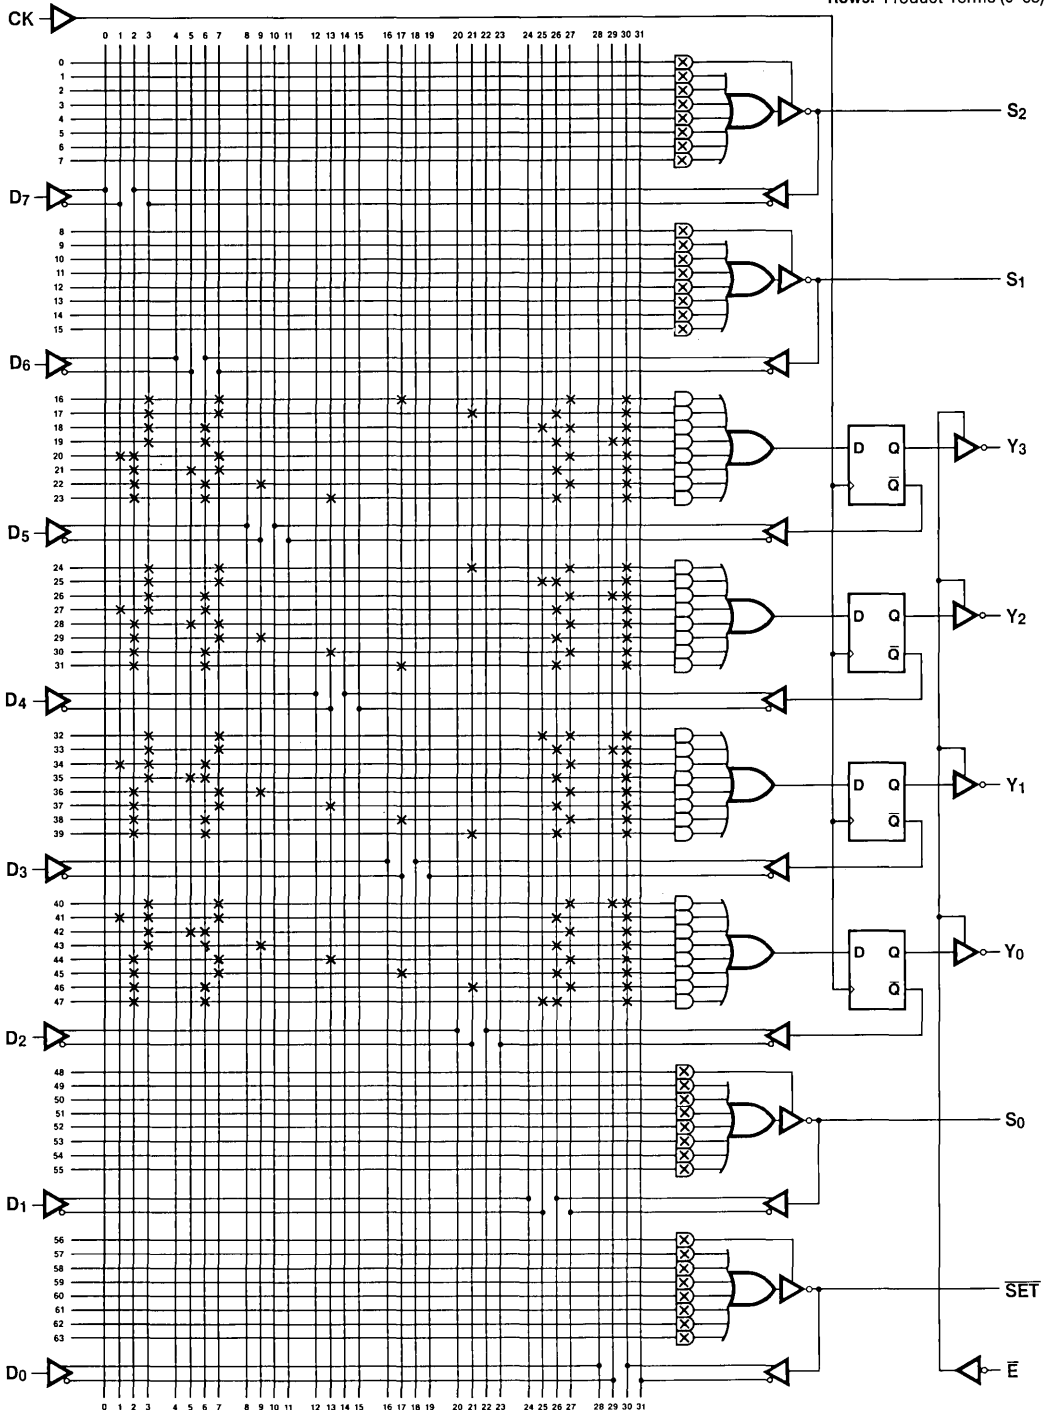 Rows: Product Terms (0-63)
CK
0 1 2 3 4 5 6 7 8 9 10 11 12 13 14 15 16 17 18 19 20 21 22 23 24 25 26 27 28 29 30 31
0
1
2
3
4
5
6
7
S2
D7
8
9
10
11
12
13
14
15
S1
D6
16
17
18
19
20
21
22
23
D Q
Q̅
Y3
D5
24
25
26
27
28
29
30
31
D Q
Q̅
Y2
D4
32
33
34
35
36
37
38
39
D Q
Q̅
Y1
D3
40
41
42
43
44
45
46
47
D Q
Q̅
Y0
D2
48
49
50
51
52
53
54
55
S0
D1
56
57
58
59
60
61
62
63
S̅E̅T̅
D0
E̅
0 1 2 3 4 5 6 7 8 9 10 11 12 13 14 15 16 17 18 19 20 21 22 23 24 25 26 27 28 29 30 31